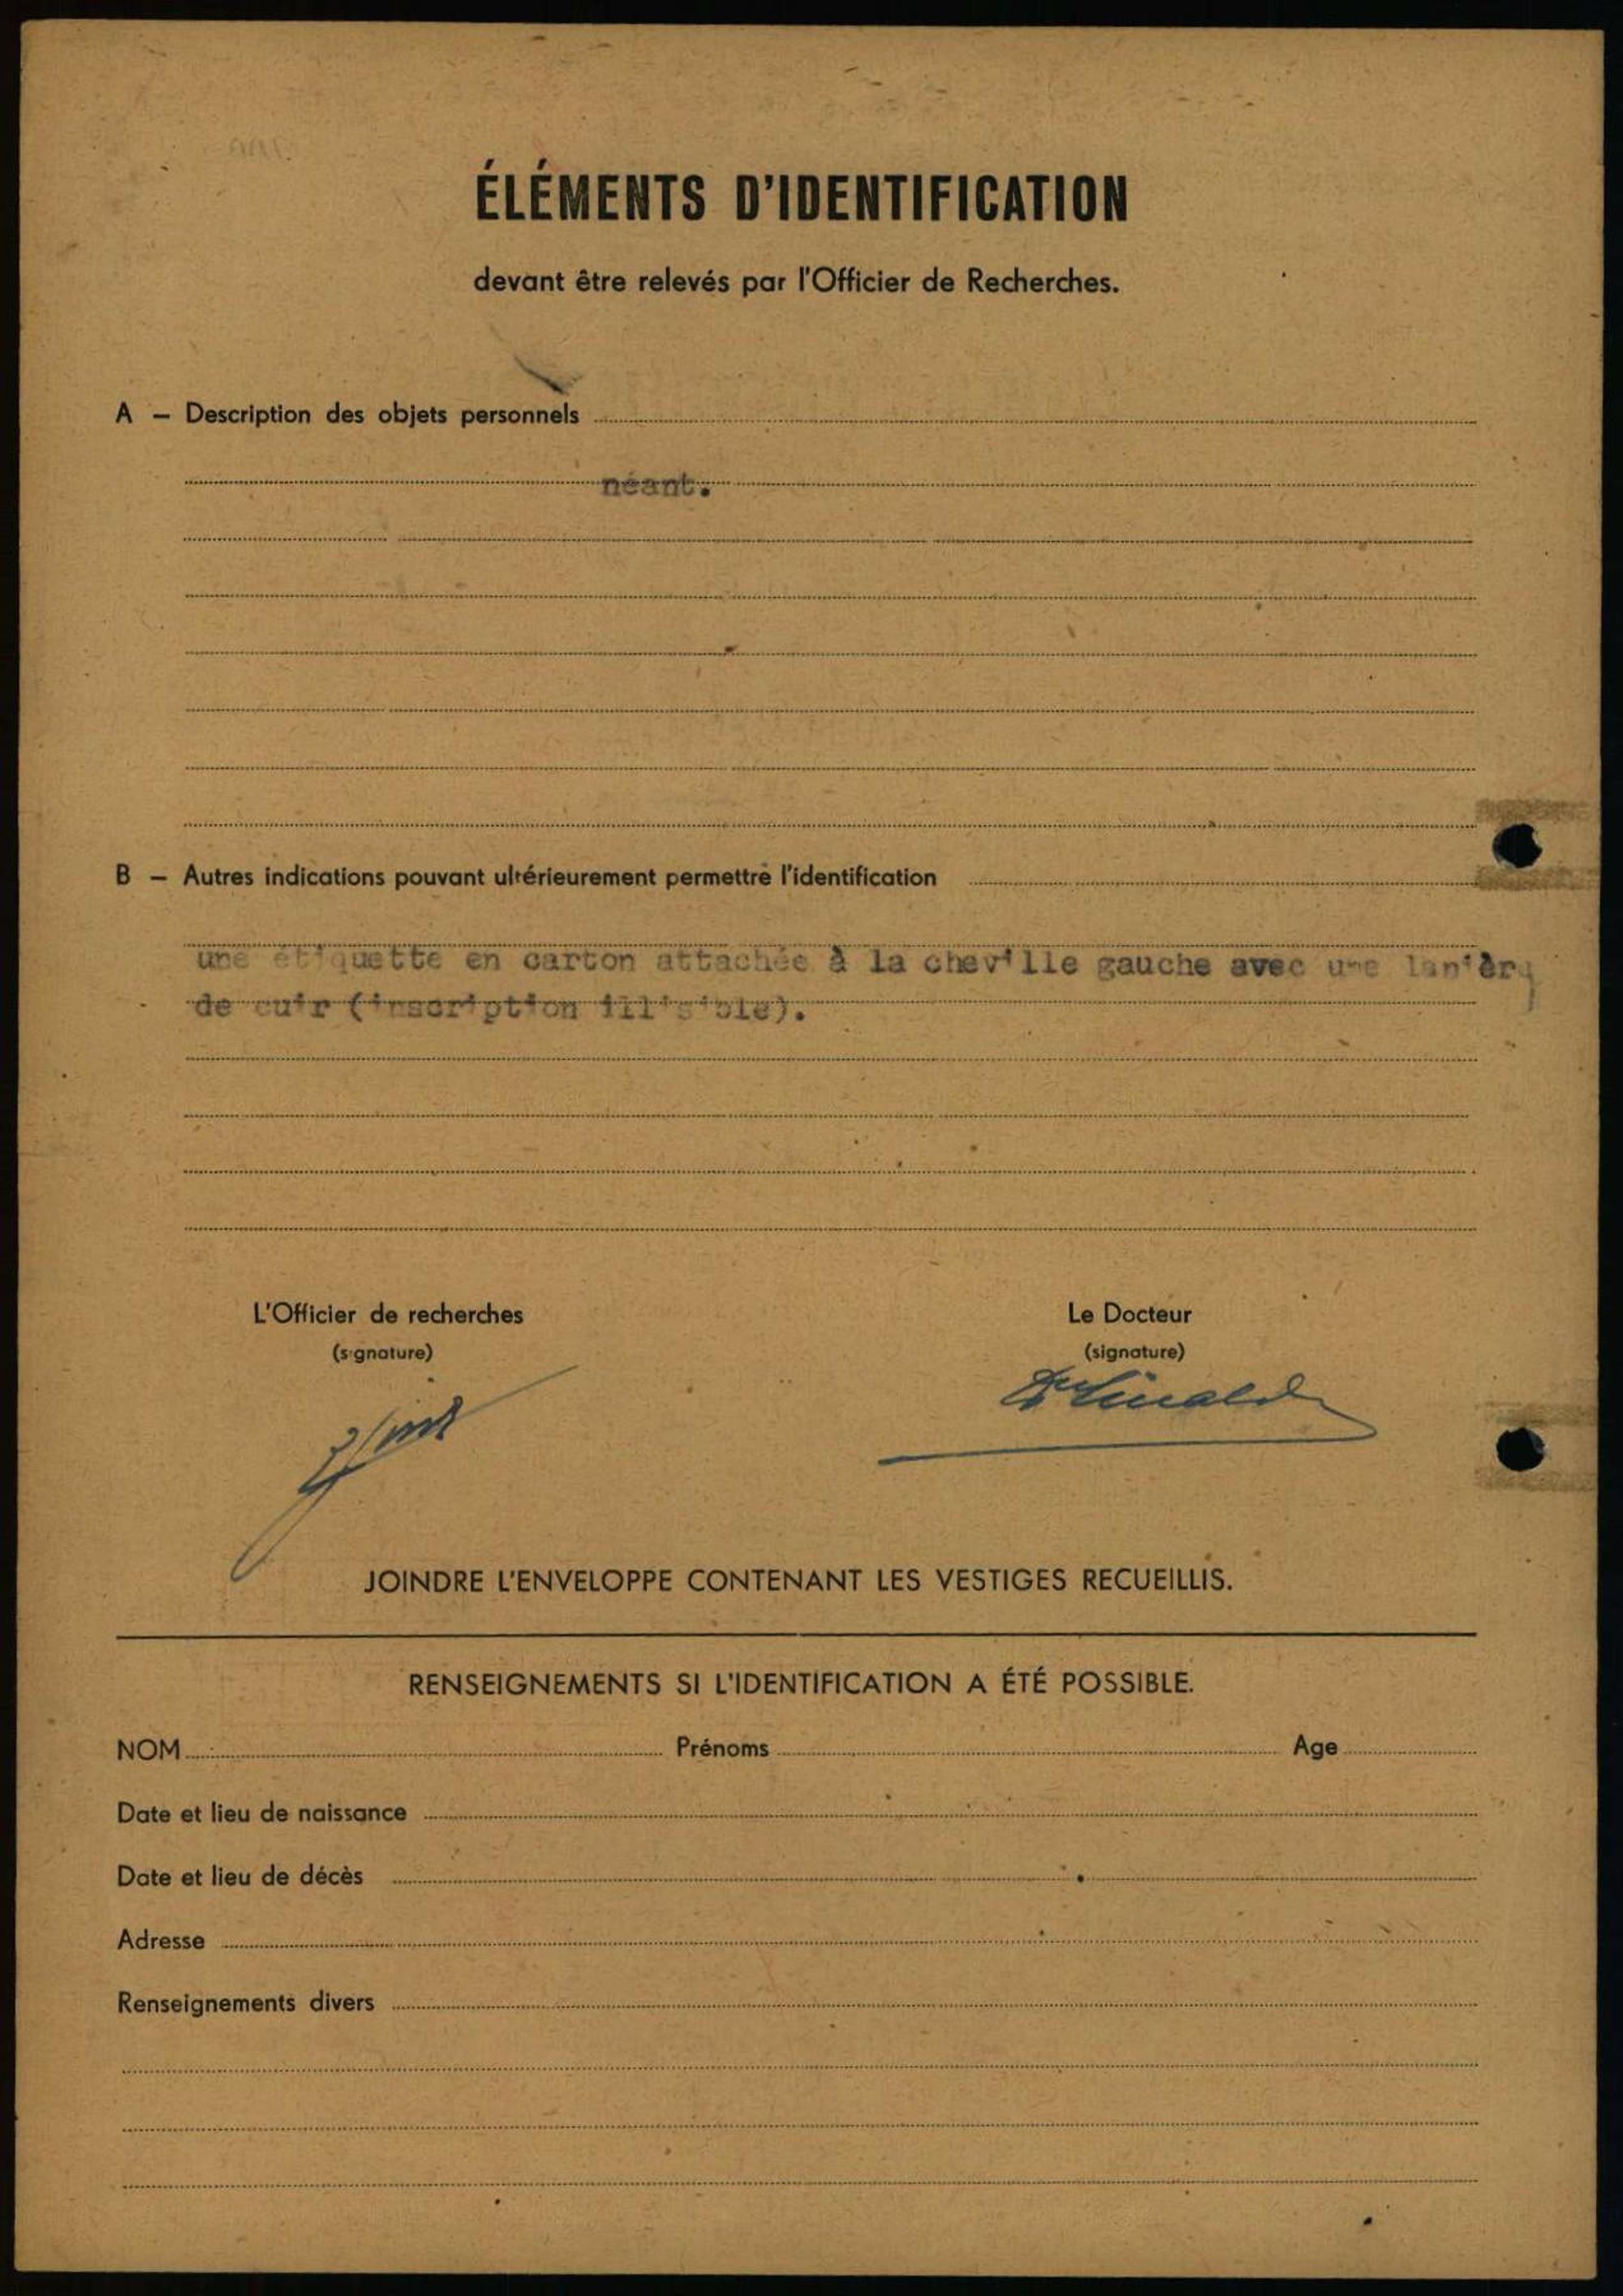 ÉLÉMENTS D'IDENTIFICATION
devant être relevés par l'Officier de Recherches.
A — Description des objets personnels
néant.
B — Autres indications pouvant ultérieurement permettre l'identification
une étiquette en carton attachée à la cheville gauche avec une lanière
de cuir (inscription illisible).
L'Officier de recherches
Le Docteur
(signature)
(signature)
JOINDRE L'ENVELOPPE CONTENANT LES VESTIGES RECUEILLIS.
RENSEIGNEMENTS SI L'IDENTIFICATION A ÉTÉ POSSIBLE.
NOM Prénoms Age
Date et lieu de naissance
Date et lieu de décès
Adresse
Renseignements divers